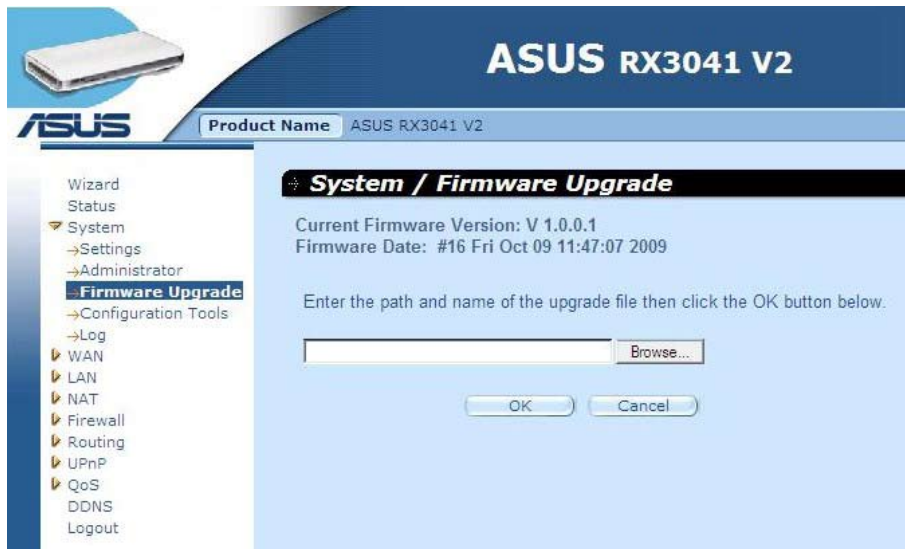 ASUS RX3041 V2
ASUS
Product Name ASUS RX3041 V2
Wizard
Status
System
→Settings
→Administrator
→Firmware Upgrade
→Configuration Tools
→Log
WAN
LAN
NAT
Firewall
Routing
UPnP
QoS
DDNS
Logout
System / Firmware Upgrade
Current Firmware Version: V 1.0.0.1
Firmware Date: #16 Fri Oct 09 11:47:07 2009
Enter the path and name of the upgrade file then click the OK button below.
Browse...
OK Cancel